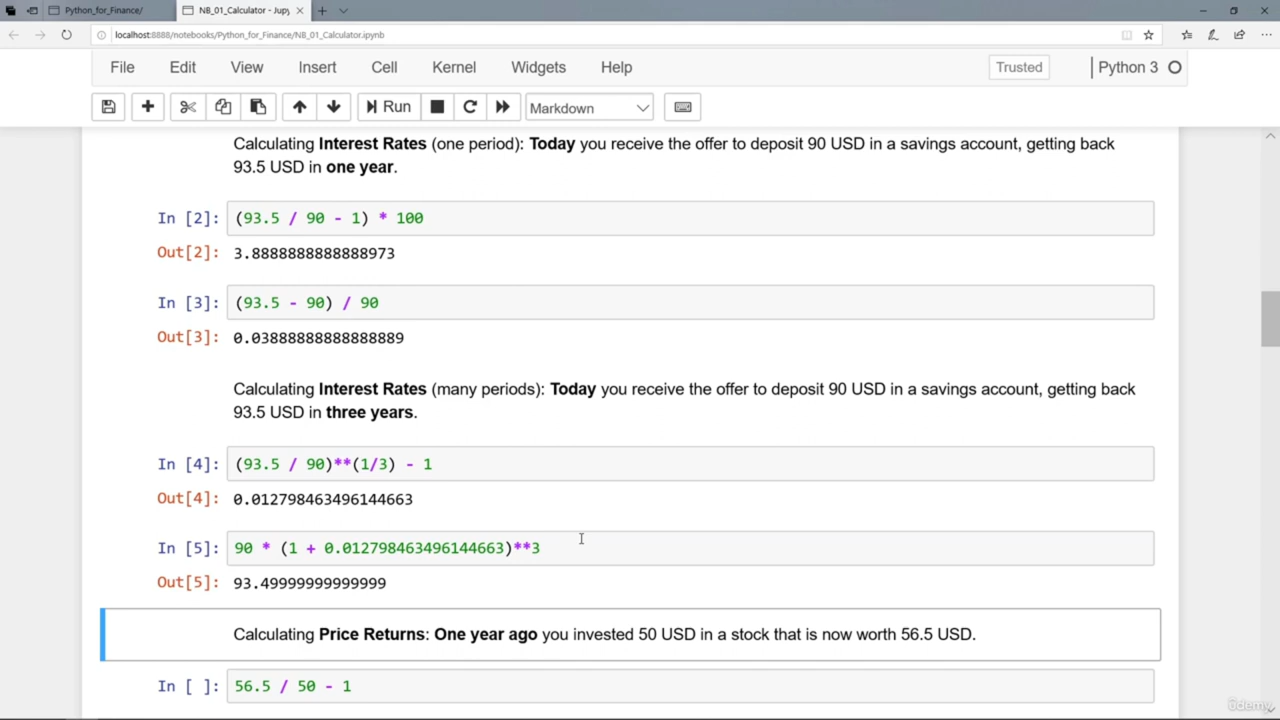 Python_for_Finance/
NB_01_Calculator - Jupy
localhost:8888/notebooks/Python_for_Finance/NB_01_Calculator.ipynb
File Edit View Insert Cell Kernel Widgets Help Trusted Python 3
Run Markdown
Calculating Interest Rates (one period): Today you receive the offer to deposit 90 USD in a savings account, getting back
93.5 USD in one year.
In [2]: (93.5 / 90 - 1) * 100
Out[2]: 3.8888888888888973
In [3]: (93.5 - 90) / 90
Out[3]: 0.03888888888888889
Calculating Interest Rates (many periods): Today you receive the offer to deposit 90 USD in a savings account, getting back
93.5 USD in three years.
In [4]: (93.5 / 90)**(1/3) - 1
Out[4]: 0.012798463496144663
In [5]: 90 * (1 + 0.012798463496144663)**3
Out[5]: 93.49999999999999
Calculating Price Returns: One year ago you invested 50 USD in a stock that is now worth 56.5 USD.
In [ ]: 56.5 / 50 - 1
Udemy